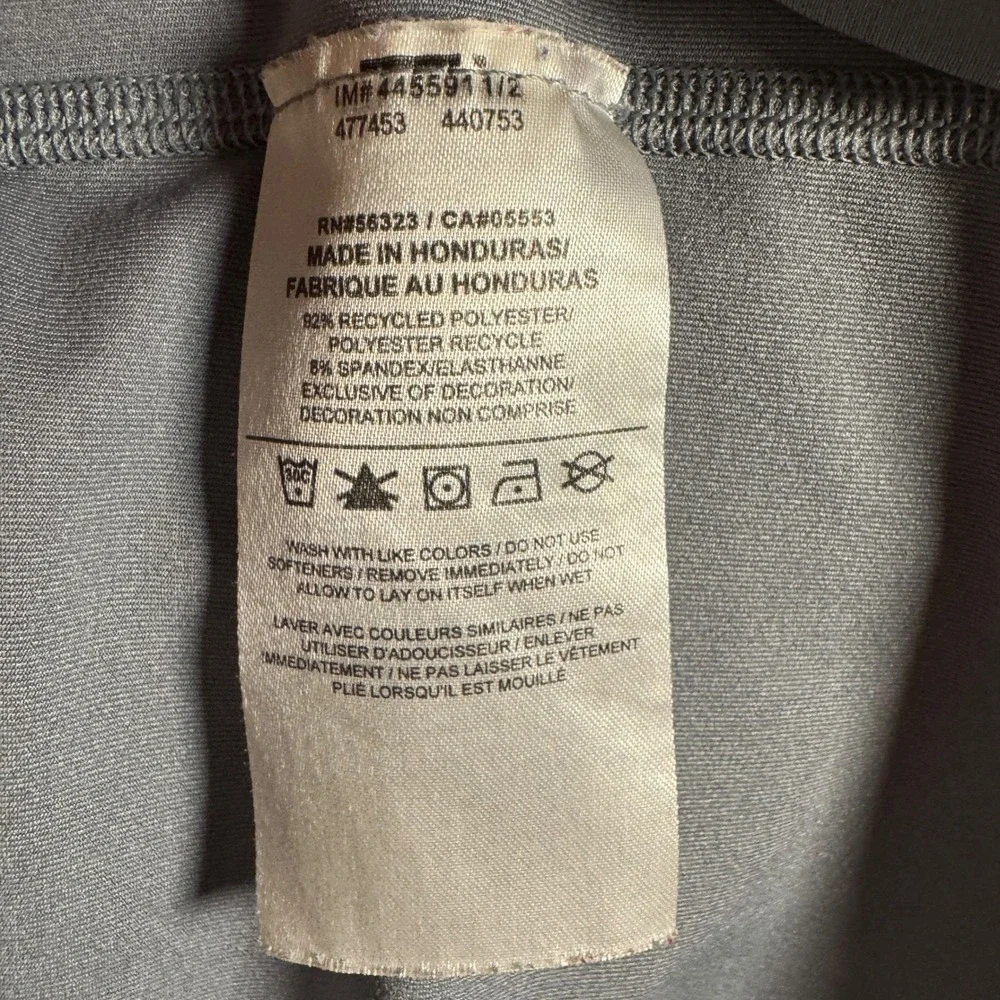 IM# 445591 1/2
477453 440753
RN#56323 / CA#05553
MADE IN HONDURAS/
FABRIQUE AU HONDURAS
92% RECYCLED POLYESTER/
POLYESTER RECYCLE
8% SPANDEX/ELASTHANNE
EXCLUSIVE OF DECORATION/
DECORATION NON COMPRISE
30C
WASH WITH LIKE COLORS / DO NOT USE
SOFTENERS / REMOVE IMMEDIATELY / DO NOT
ALLOW TO LAY ON ITSELF WHEN WET
LAVER AVEC COULEURS SIMILAIRES / NE PAS
UTILISER D'ADOUCISSEUR / ENLEVER
IMMEDIATEMENT / NE PAS LAISSER LE VÊTEMENT
PLIÉ LORSQU'IL EST MOUILLÉ